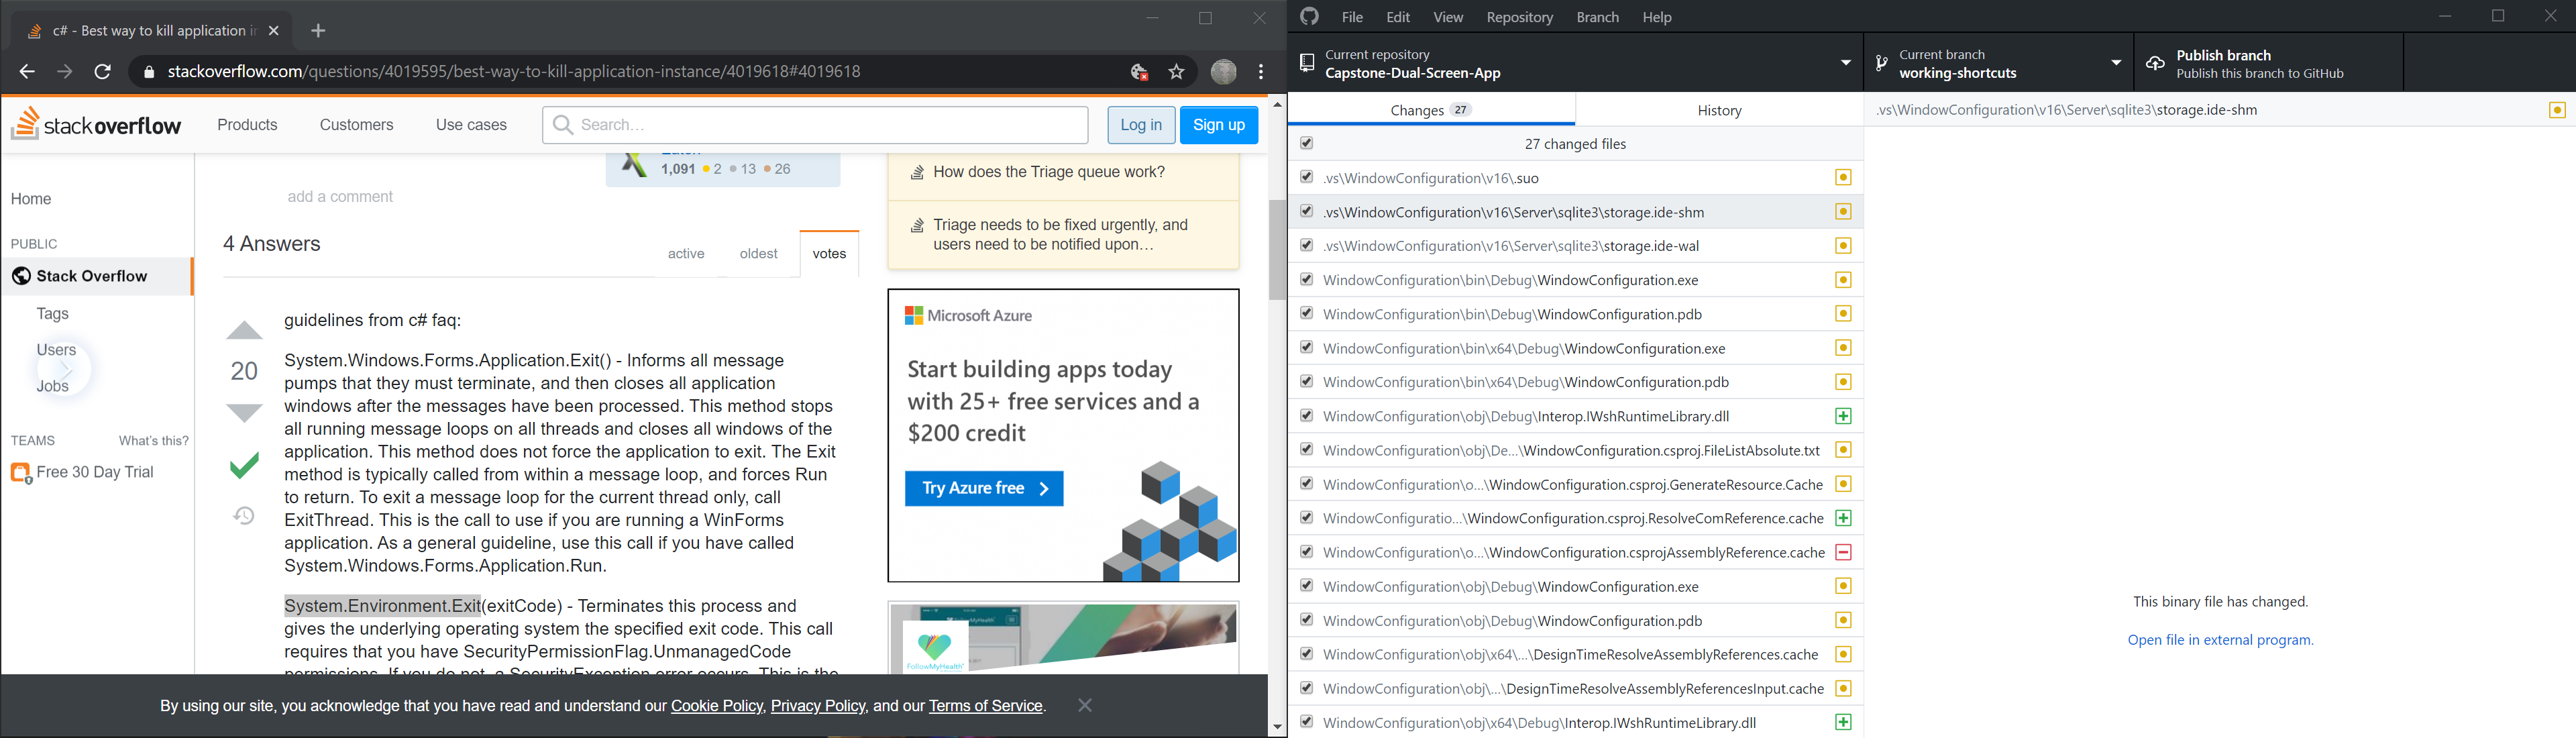 c# - Best way to kill application in
stackoverflow.com/questions/4019595/best-way-to-kill-application-instance/4019618#4019618
stackoverflow
Products
Customers
Use cases
Search...
Log in
Sign up
Home
PUBLIC
Stack Overflow
Tags
Users
Jobs
TEAMS
What's this?
Free 30 Day Trial
1,091 2 13 26
add a comment
4 Answers
active
oldest
votes
20
guidelines from c# faq:
System.Windows.Forms.Application.Exit() - Informs all message
pumps that they must terminate, and then closes all application
windows after the messages have been processed. This method stops
all running message loops on all threads and closes all windows of the
application. This method does not force the application to exit. The Exit
method is typically called from within a message loop, and forces Run
to return. To exit a message loop for the current thread only, call
ExitThread. This is the call to use if you are running a WinForms
application. As a general guideline, use this call if you have called
System.Windows.Forms.Application.Run.
System.Environment.Exit(exitCode) - Terminates this process and
gives the underlying operating system the specified exit code. This call
requires that you have SecurityPermissionFlag.UnmanagedCode
permissions. If you do not, a SecurityException error occurs. This is the
How does the Triage queue work?
Triage needs to be fixed urgently, and
users need to be notified upon…
Microsoft Azure
Start building apps today
with 25+ free services and a
$200 credit
Try Azure free
FollowMyHealth
By using our site, you acknowledge that you have read and understand our Cookie Policy, Privacy Policy, and our Terms of Service.
File
Edit
View
Repository
Branch
Help
Current repository
Capstone-Dual-Screen-App
Current branch
working-shortcuts
Publish branch
Publish this branch to GitHub
Changes 27
History
.vs\WindowConfiguration\v16\Server\sqlite3\storage.ide-shm
27 changed files
.vs\WindowConfiguration\v16\.suo
.vs\WindowConfiguration\v16\Server\sqlite3\storage.ide-shm
.vs\WindowConfiguration\v16\Server\sqlite3\storage.ide-wal
WindowConfiguration\bin\Debug\WindowConfiguration.exe
WindowConfiguration\bin\Debug\WindowConfiguration.pdb
WindowConfiguration\bin\x64\Debug\WindowConfiguration.exe
WindowConfiguration\bin\x64\Debug\WindowConfiguration.pdb
WindowConfiguration\obj\Debug\Interop.IWshRuntimeLibrary.dll
WindowConfiguration\obj\De...\WindowConfiguration.csproj.FileListAbsolute.txt
WindowConfiguration\o...\WindowConfiguration.csproj.GenerateResource.Cache
WindowConfiguratio...\WindowConfiguration.csproj.ResolveComReference.cache
WindowConfiguration\o...\WindowConfiguration.csprojAssemblyReference.cache
WindowConfiguration\obj\Debug\WindowConfiguration.exe
WindowConfiguration\obj\Debug\WindowConfiguration.pdb
WindowConfiguration\obj\x64\...\DesignTimeResolveAssemblyReferences.cache
WindowConfiguration\obj\...\DesignTimeResolveAssemblyReferencesInput.cache
WindowConfiguration\obj\x64\Debug\Interop.IWshRuntimeLibrary.dll
This binary file has changed.
Open file in external program.